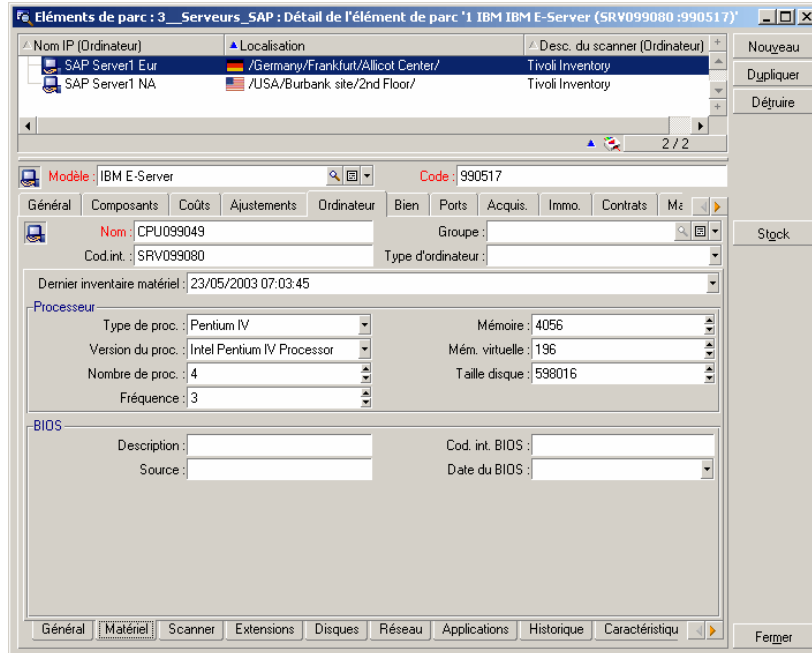 Eléments de parc : 3__Serveurs_SAP : Détail de l'élément de parc '1 IBM IBM E-Server (SRV099080 :990517)'
Nom IP (Ordinateur) Localisation Desc. du scanner (Ordinateur)
SAP Server1 Eur /Germany/Frankfurt/Allicot Center/ Tivoli Inventory
SAP Server1 NA /USA/Burbank site/2nd Floor/ Tivoli Inventory
2 / 2
Nouveau
Dupliquer
Détruire
Modèle : IBM E-Server Code : 990517
Général Composants Coûts Ajustements Ordinateur Bien Ports Acquis. Immo. Contrats
Nom : CPU099049 Groupe :
Stock
Cod.int. : SRV099080 Type d'ordinateur :
Dernier inventaire matériel : 23/05/2003 07:03:45
Processeur
Type de proc. : Pentium IV Mémoire : 4056
Version du proc. : Intel Pentium IV Processor Mém. virtuelle : 196
Nombre de proc. : 4 Taille disque : 598016
Fréquence : 3
BIOS
Description : Cod. int. BIOS :
Source : Date du BIOS :
Général Matériel Scanner Extensions Disques Réseau Applications Historique Caractéristiqu
Fermer